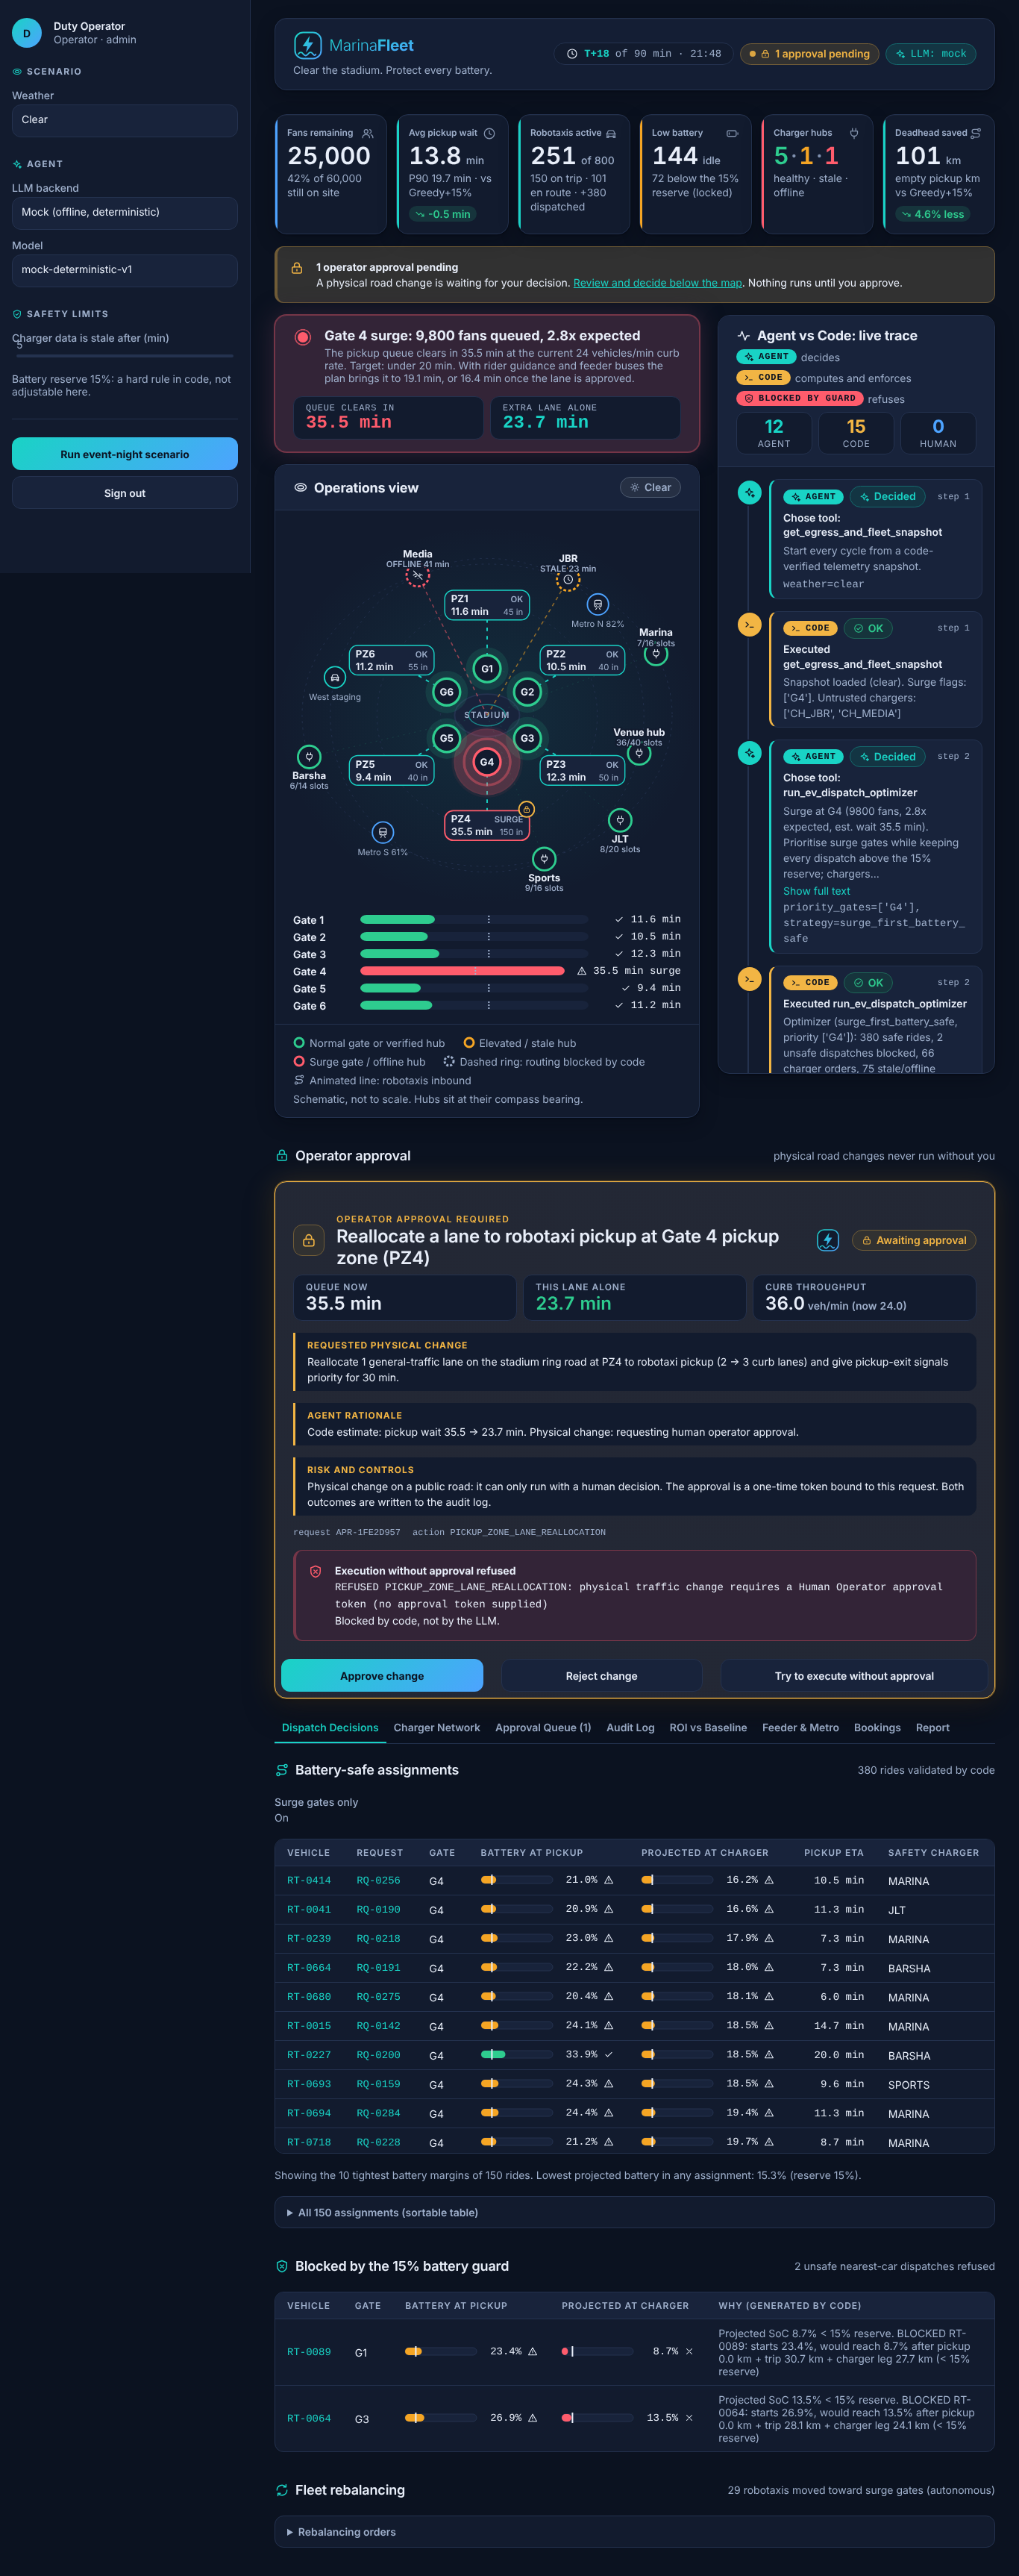 D
Duty Operator
Operator · admin
SCENARIO
Weather
Clear
AGENT
LLM backend
Mock (offline, deterministic)
Model
mock-deterministic-v1
SAFETY LIMITS
Charger data is stale after (min)
5
Battery reserve 15%: a hard rule in code, not
adjustable here.
Run event-night scenario
Sign out
MarinaFleet
Clear the stadium. Protect every battery.
T+18 of 90 min · 21:48
1 approval pending
LLM: mock
Fans remaining
25,000
42% of 60,000
still on site
Avg pickup wait
13.8 min
P90 19.7 min · vs
Greedy+15%
-0.5 min
Robotaxis active
251 of 800
150 on trip · 101
en route · +380
dispatched
Low battery
144 idle
72 below the 15%
reserve (locked)
Charger hubs
5·1·1
healthy · stale ·
offline
Deadhead saved
101 km
empty pickup km
vs Greedy+15%
4.6% less
1 operator approval pending
A physical road change is waiting for your decision. Review and decide below the map. Nothing runs until you approve.
Gate 4 surge: 9,800 fans queued, 2.8x expected
The pickup queue clears in 35.5 min at the current 24 vehicles/min curb
rate. Target: under 20 min. With rider guidance and feeder buses the
plan brings it to 19.1 min, or 16.4 min once the lane is approved.
QUEUE CLEARS IN
35.5 min
EXTRA LANE ALONE
23.7 min
Operations view
Clear
Media
OFFLINE 41 min
JBR
STALE 23 min
PZ1 OK
11.6 min 45 in
Metro N 82%
Marina
7/16 slots
PZ6 OK
11.2 min 55 in
PZ2 OK
10.5 min 40 in
G1
G6
G2
West staging
STADIUM
G5
G3
Venue hub
36/40 slots
G4
Barsha
6/14 slots
PZ5 OK
9.4 min 40 in
PZ3 OK
12.3 min 50 in
PZ4 SURGE
35.5 min 150 in
Metro S 61%
JLT
8/20 slots
Sports
9/16 slots
Gate 1 11.6 min
Gate 2 10.5 min
Gate 3 12.3 min
Gate 4 35.5 min surge
Gate 5 9.4 min
Gate 6 11.2 min
Normal gate or verified hub
Elevated / stale hub
Surge gate / offline hub
Dashed ring: routing blocked by code
Animated line: robotaxis inbound
Schematic, not to scale. Hubs sit at their compass bearing.
Agent vs Code: live trace
AGENT decides
CODE computes and enforces
BLOCKED BY GUARD refuses
12
AGENT
15
CODE
0
HUMAN
AGENT Decided step 1
Chose tool:
get_egress_and_fleet_snapshot
Start every cycle from a code-
verified telemetry snapshot.
weather=clear
CODE OK step 1
Executed
get_egress_and_fleet_snapshot
Snapshot loaded (clear). Surge flags:
['G4']. Untrusted chargers:
['CH_JBR', 'CH_MEDIA']
AGENT Decided step 2
Chose tool:
run_ev_dispatch_optimizer
Surge at G4 (9800 fans, 2.8x
expected, est. wait 35.5 min).
Prioritise surge gates while keeping
every dispatch above the 15%
reserve; chargers...
Show full text
priority_gates=['G4'],
strategy=surge_first_battery_
safe
CODE OK step 2
Executed run_ev_dispatch_optimizer
Optimizer (surge_first_battery_safe,
priority ['G4']): 380 safe rides, 2
unsafe dispatches blocked, 66
charger orders, 75 stale/offline
Operator approval
physical road changes never run without you
OPERATOR APPROVAL REQUIRED
Reallocate a lane to robotaxi pickup at Gate 4 pickup
zone (PZ4)
Awaiting approval
QUEUE NOW
35.5 min
THIS LANE ALONE
23.7 min
CURB THROUGHPUT
36.0 veh/min (now 24.0)
REQUESTED PHYSICAL CHANGE
Reallocate 1 general-traffic lane on the stadium ring road at PZ4 to robotaxi pickup (2 → 3 curb lanes) and give pickup-exit signals
priority for 30 min.
AGENT RATIONALE
Code estimate: pickup wait 35.5 → 23.7 min. Physical change: requesting human operator approval.
RISK AND CONTROLS
Physical change on a public road: it can only run with a human decision. The approval is a one-time token bound to this request. Both
outcomes are written to the audit log.
request APR-1FE2D957 action PICKUP_ZONE_LANE_REALLOCATION
Execution without approval refused
REFUSED PICKUP_ZONE_LANE_REALLOCATION: physical traffic change requires a Human Operator approval
token (no approval token supplied)
Blocked by code, not by the LLM.
Approve change
Reject change
Try to execute without approval
Dispatch Decisions Charger Network Approval Queue (1) Audit Log ROI vs Baseline Feeder & Metro Bookings Report
Battery-safe assignments
380 rides validated by code
Surge gates only
On
VEHICLE REQUEST GATE BATTERY AT PICKUP PROJECTED AT CHARGER PICKUP ETA SAFETY CHARGER
RT-0414 RQ-0256 G4 21.0% 16.2% 10.5 min MARINA
RT-0041 RQ-0190 G4 20.9% 16.6% 11.3 min JLT
RT-0239 RQ-0218 G4 23.0% 17.9% 7.3 min MARINA
RT-0664 RQ-0191 G4 22.2% 18.0% 7.3 min BARSHA
RT-0680 RQ-0275 G4 20.4% 18.1% 6.0 min MARINA
RT-0015 RQ-0142 G4 24.1% 18.5% 14.7 min MARINA
RT-0227 RQ-0200 G4 33.9% 18.5% 20.0 min BARSHA
RT-0693 RQ-0159 G4 24.3% 18.5% 9.6 min SPORTS
RT-0694 RQ-0284 G4 24.4% 19.4% 11.3 min MARINA
RT-0718 RQ-0228 G4 21.2% 19.7% 8.7 min MARINA
Showing the 10 tightest battery margins of 150 rides. Lowest projected battery in any assignment: 15.3% (reserve 15%).
All 150 assignments (sortable table)
Blocked by the 15% battery guard
2 unsafe nearest-car dispatches refused
VEHICLE GATE BATTERY AT PICKUP PROJECTED AT CHARGER WHY (GENERATED BY CODE)
RT-0089 G1 23.4% 8.7%
Projected SoC 8.7% < 15% reserve. BLOCKED RT-
0089: starts 23.4%, would reach 8.7% after pickup
0.0 km + trip 30.7 km + charger leg 27.7 km (< 15%
reserve)
RT-0064 G3 26.9% 13.5%
Projected SoC 13.5% < 15% reserve. BLOCKED RT-
0064: starts 26.9%, would reach 13.5% after pickup
0.0 km + trip 28.1 km + charger leg 24.1 km (< 15%
reserve)
Fleet rebalancing
29 robotaxis moved toward surge gates (autonomous)
Rebalancing orders